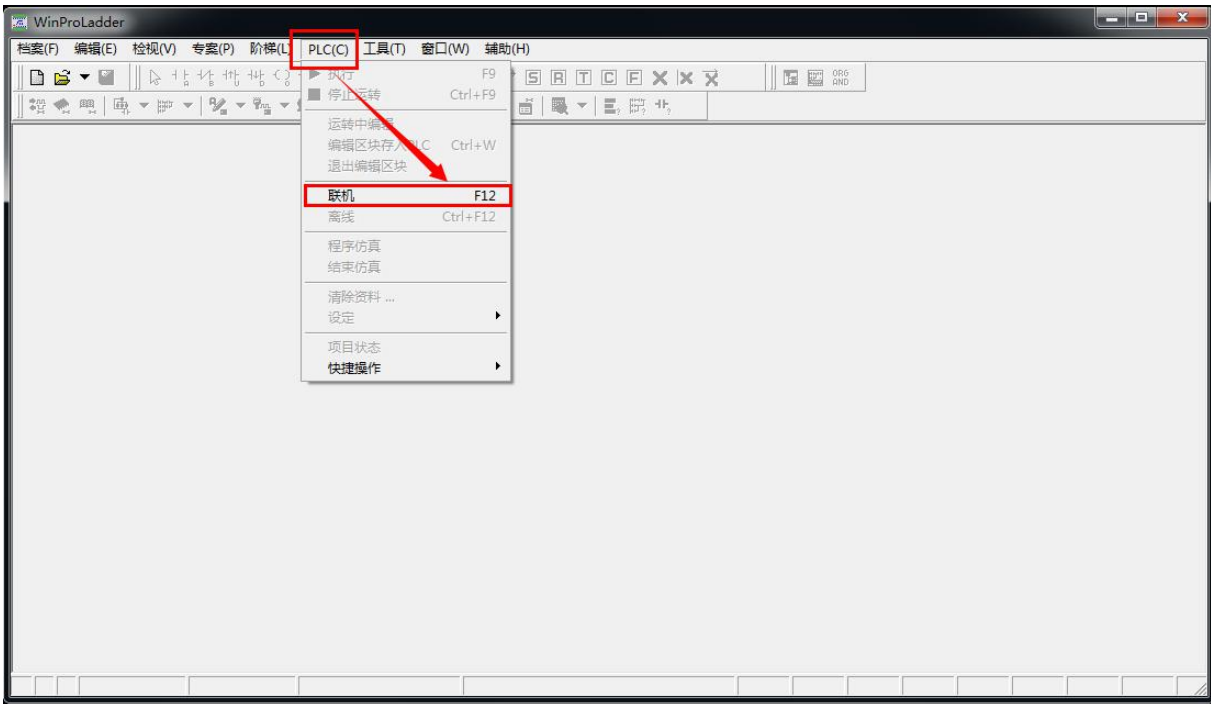 WinProLadder
档案(F) 编辑(E) 检视(V) 专案(P) 阶梯(L) PLC(C) 工具(T) 窗口(W) 辅助(H)
S R T C F ORG AND
执行 F9
停止运转 Ctrl+F9
运转中编辑
编辑区块存入PLC Ctrl+W
退出编辑区块
联机 F12
离线 Ctrl+F12
程序仿真
结束仿真
清除资料 ...
设定
项目状态
快捷操作